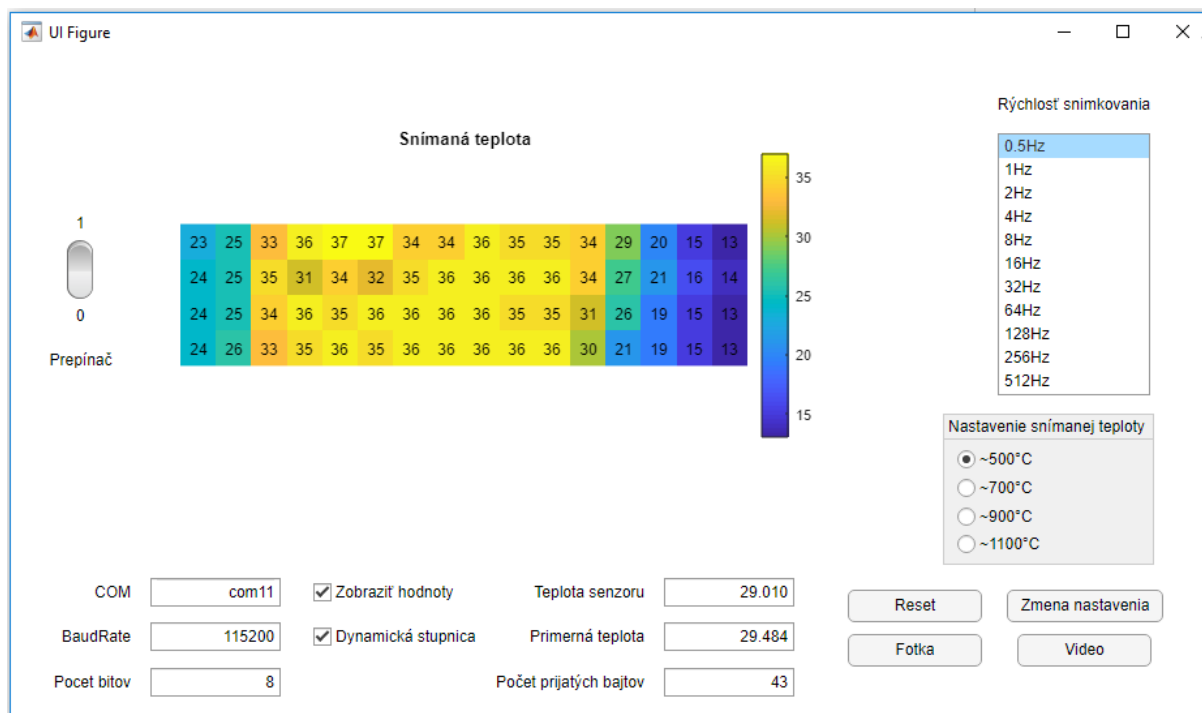 UI Figure
Rýchlosť snimkovania
Snímaná teplota
0.5Hz
1Hz
2Hz
4Hz
8Hz
16Hz
32Hz
64Hz
128Hz
256Hz
512Hz
1
0
Prepínač
23 25 33 36 37 37 34 34 36 35 35 34 29 20 15 13
24 25 35 31 34 32 35 36 36 36 36 34 27 21 16 14
24 25 34 36 35 36 36 36 36 35 35 31 26 19 15 13
24 26 33 35 36 35 36 36 36 36 36 30 21 19 15 13
35
30
25
20
15
Nastavenie snímanej teploty
~500°C
~700°C
~900°C
~1100°C
COM com11
Zobraziť hodnoty
Teplota senzoru 29.010
Reset
Zmena nastavenia
BaudRate 115200
Dynamická stupnica
Primerná teplota 29.484
Fotka
Video
Pocet bitov 8
Počet prijatých bajtov 43